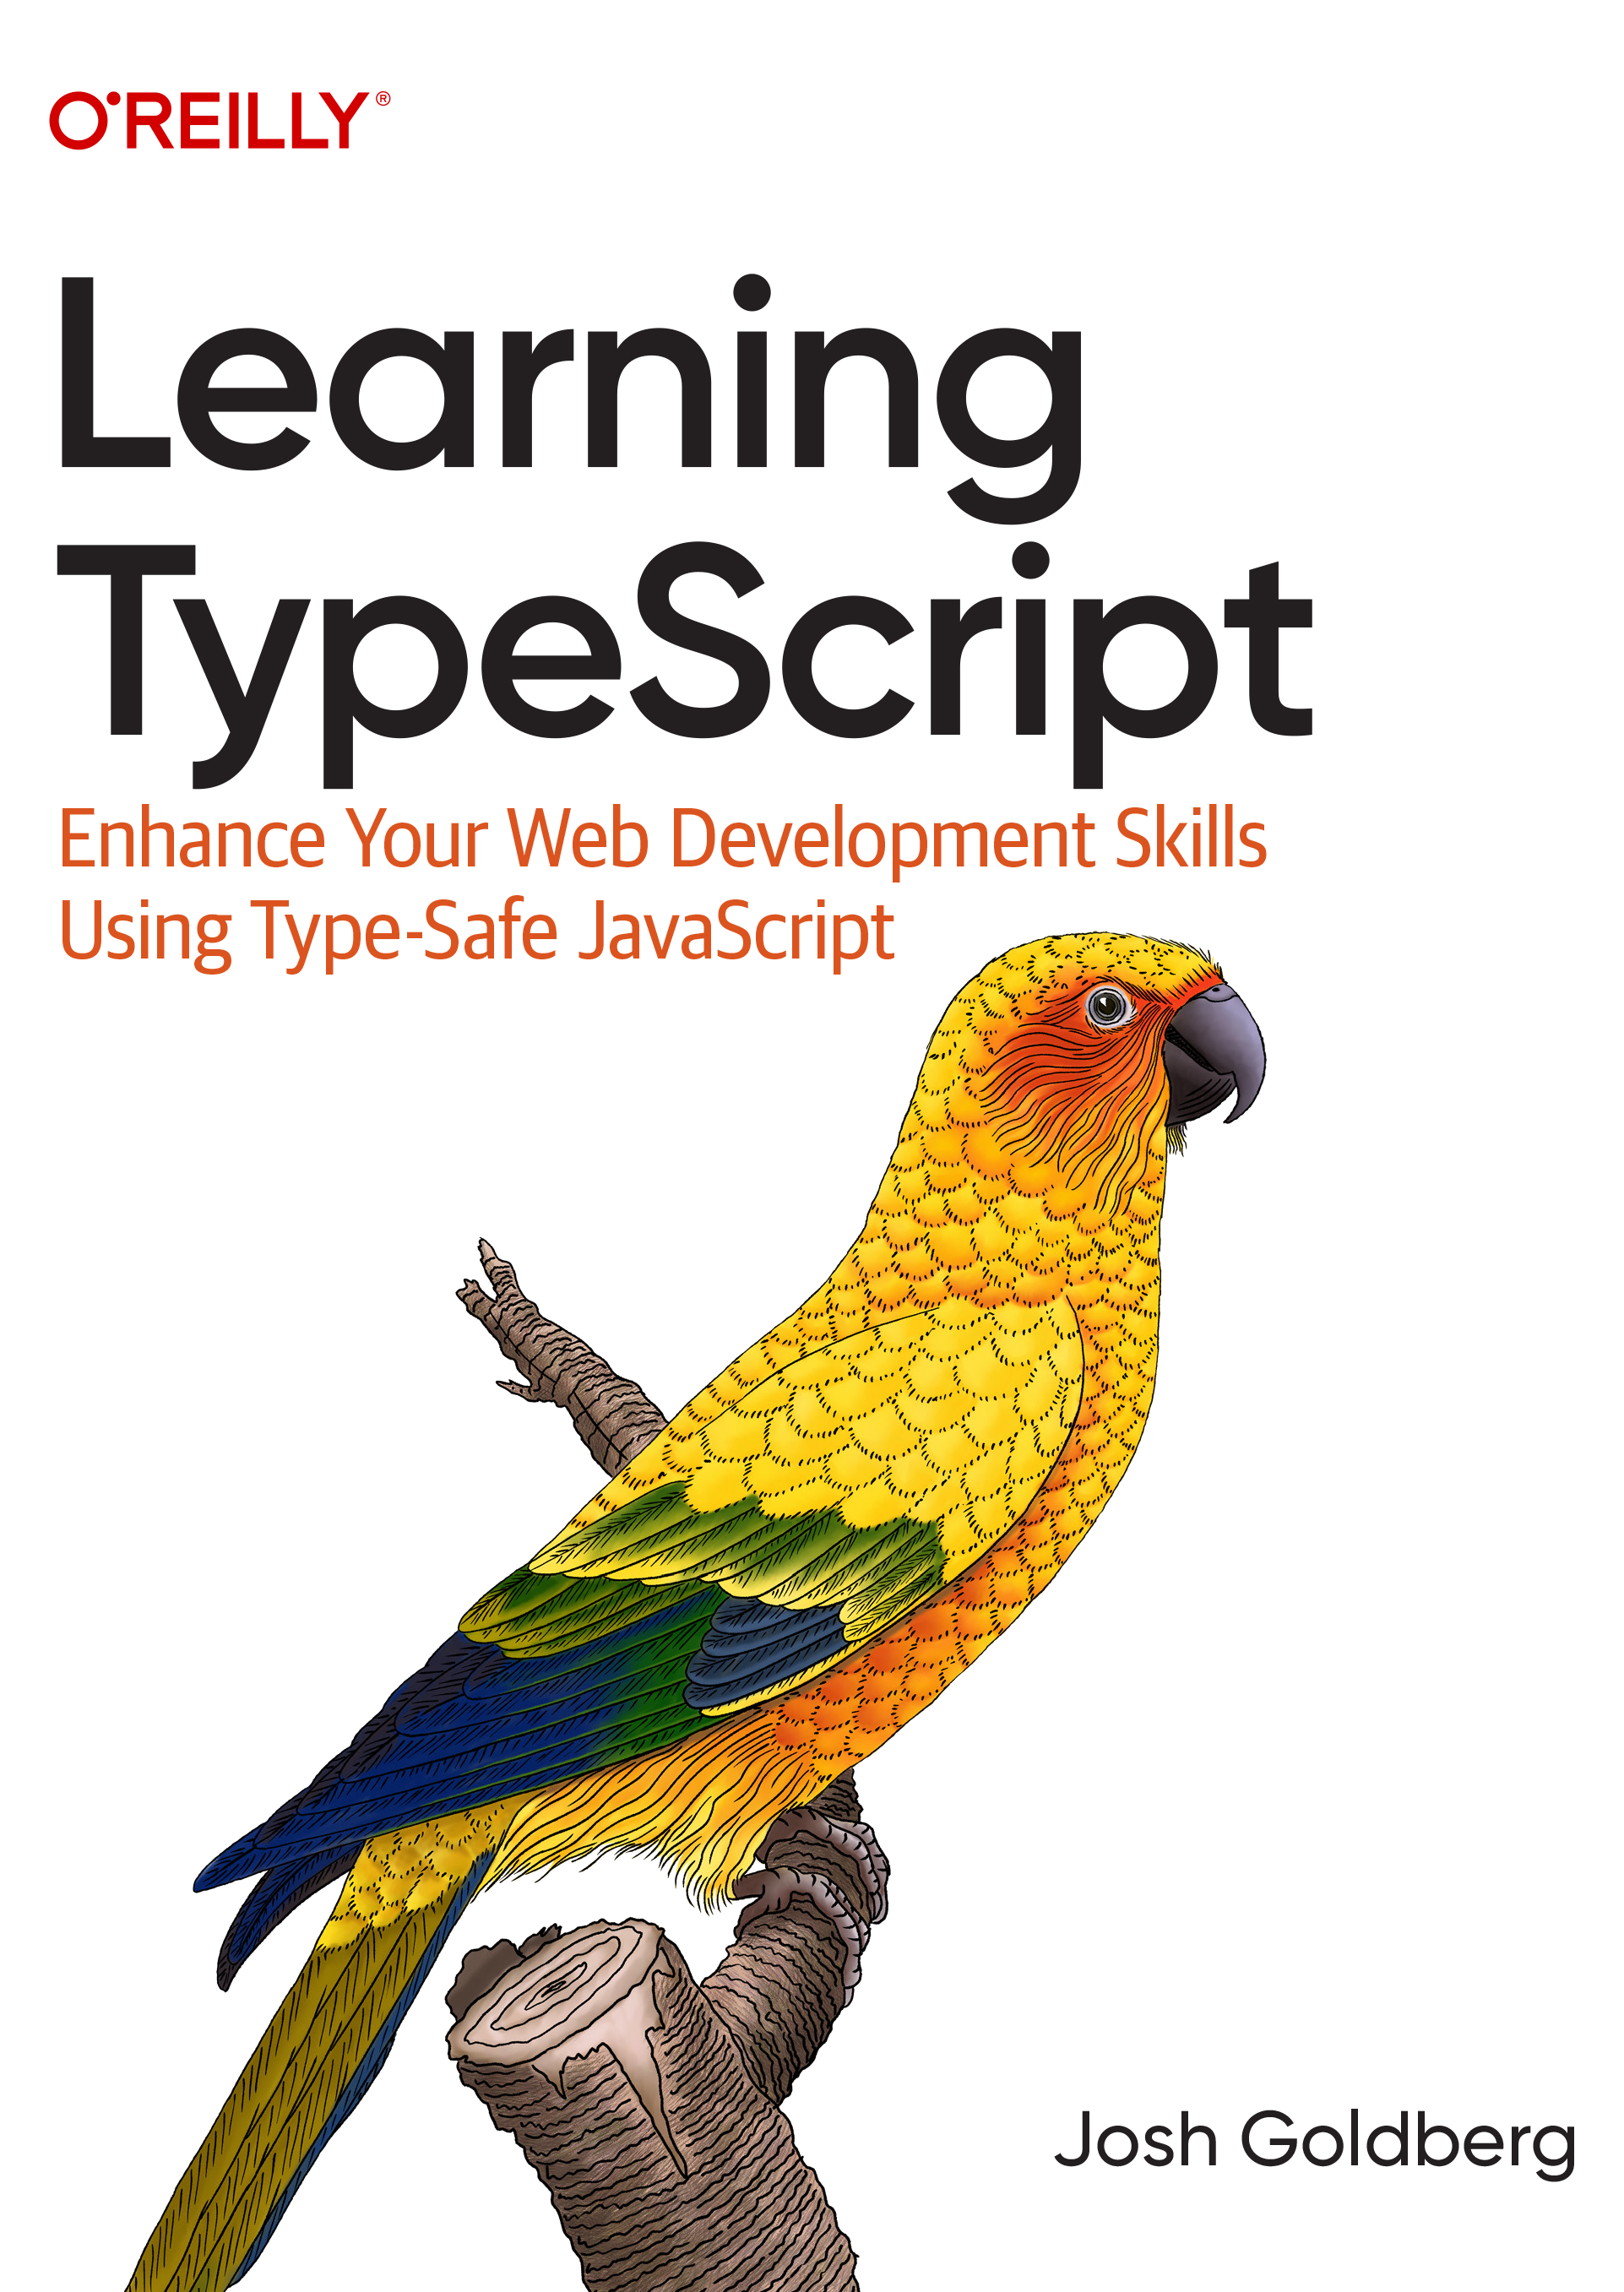 O'REILLY®
Learning
TypeScript
Enhance Your Web Development Skills
Using Type-Safe JavaScript
Josh Goldberg